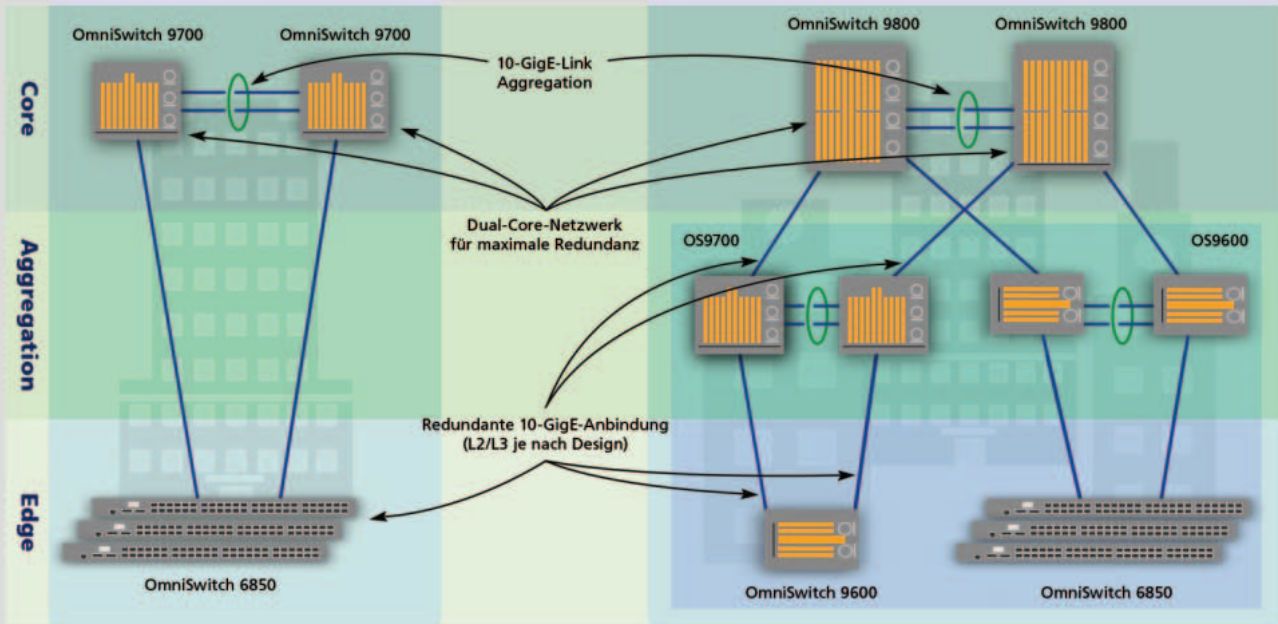 OmniSwitch 9700
OmniSwitch 9700
OmniSwitch 9800
OmniSwitch 9800
10-GigE-Link
Aggregation
Core
Dual-Core-Netzwerk
für maximale Redundanz
OS9700
OS9600
Aggregation
Redundante 10-GigE-Anbindung
(L2/L3 je nach Design)
Edge
OmniSwitch 6850
OmniSwitch 9600
OmniSwitch 6850